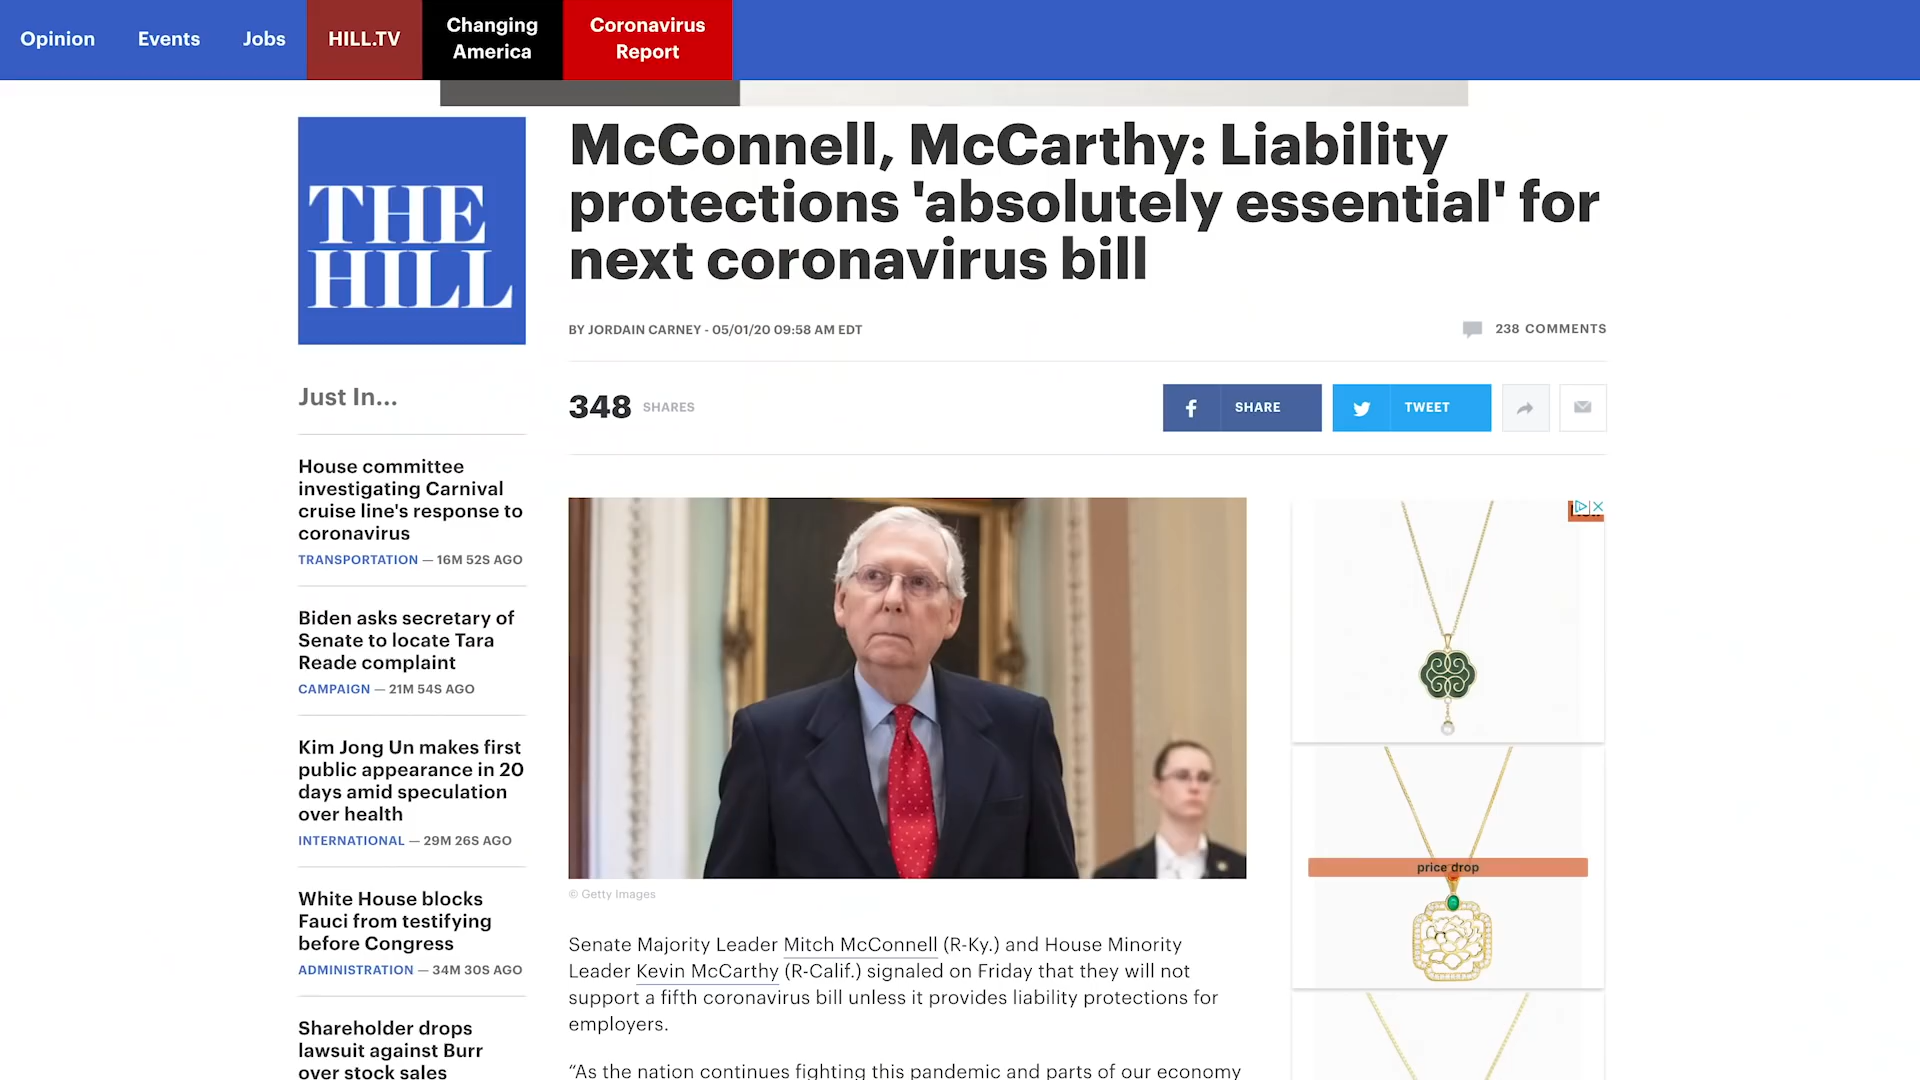 Opinion
Events
Jobs
HILL.TV
Changing
America
Coronavirus
Report
THE
HILL
McConnell, McCarthy: Liability
protections 'absolutely essential' for
next coronavirus bill
BY JORDAIN CARNEY - 05/01/20 09:58 AM EDT
238 COMMENTS
348 SHARES
SHARE
TWEET
Just In...
House committee
investigating Carnival
cruise line's response to
coronavirus
TRANSPORTATION — 16M 52S AGO
Biden asks secretary of
Senate to locate Tara
Reade complaint
CAMPAIGN — 21M 54S AGO
Kim Jong Un makes first
public appearance in 20
days amid speculation
over health
INTERNATIONAL — 29M 26S AGO
White House blocks
Fauci from testifying
before Congress
ADMINISTRATION — 34M 30S AGO
Shareholder drops
lawsuit against Burr
over stock sales
© Getty Images
Senate Majority Leader Mitch McConnell (R-Ky.) and House Minority
Leader Kevin McCarthy (R-Calif.) signaled on Friday that they will not
support a fifth coronavirus bill unless it provides liability protections for
employers.
“As the nation continues fighting this pandemic and parts of our economy
price drop